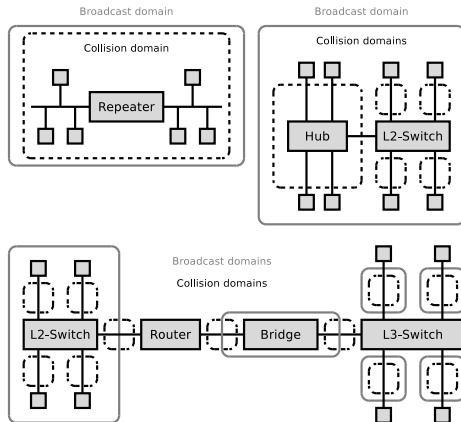 Broadcast domain
Collision domain
Repeater
Broadcast domain
Collision domains
Hub
L2-Switch
Broadcast domains
Collision domains
L2-Switch
Router
Bridge
L3-Switch